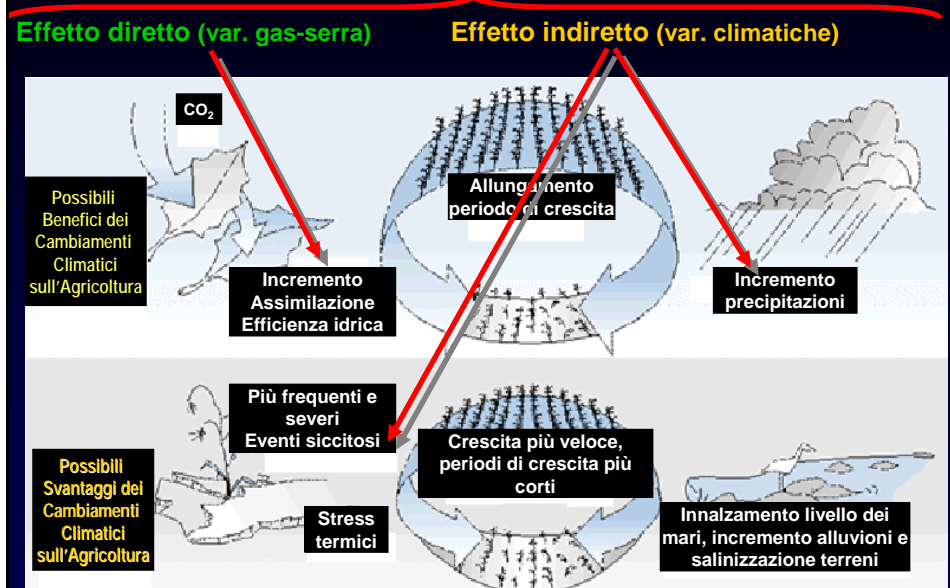 Effetto diretto (var. gas-serra)
Effetto indiretto (var. climatiche)
CO₂
Possibili
Benefici dei
Cambiamenti
Climatici
sull'Agricoltura
Incremento
Assimilazione
Efficienza idrica
Allungamento
periodo di crescita
Incremento
precipitazioni
Possibili
Svantaggi dei
Cambiamenti
Climatici
sull'Agricoltura
Più frequenti e
severi
Eventi siccitosi
Stress
termici
Crescita più veloce,
periodi di crescita più
corti
Innalzamento livello dei
mari, incremento alluvioni e
salinizzazione terreni